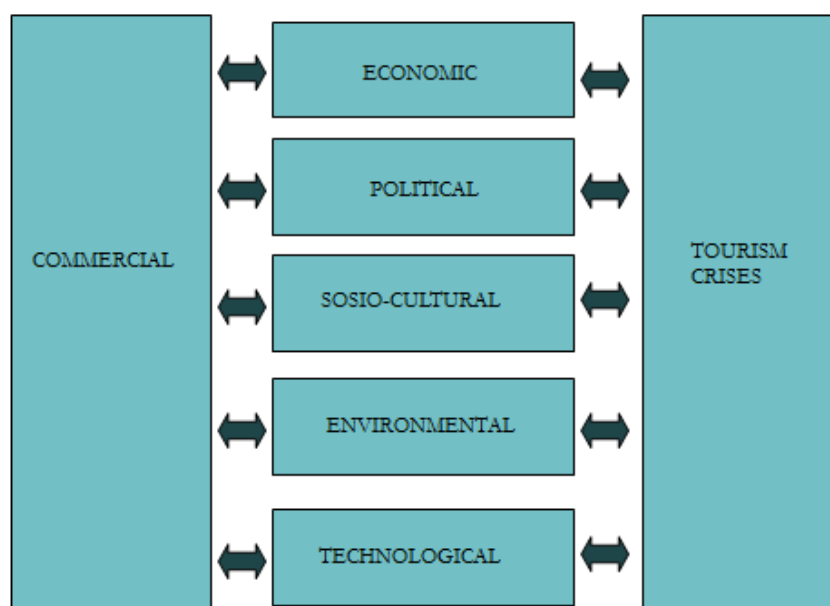 ECONOMIC
POLITICAL
COMMERCIAL
TOURISM
CRISES
SOSIO-CULTURAL
ENVIRONMENTAL
TECHNOLOGICAL